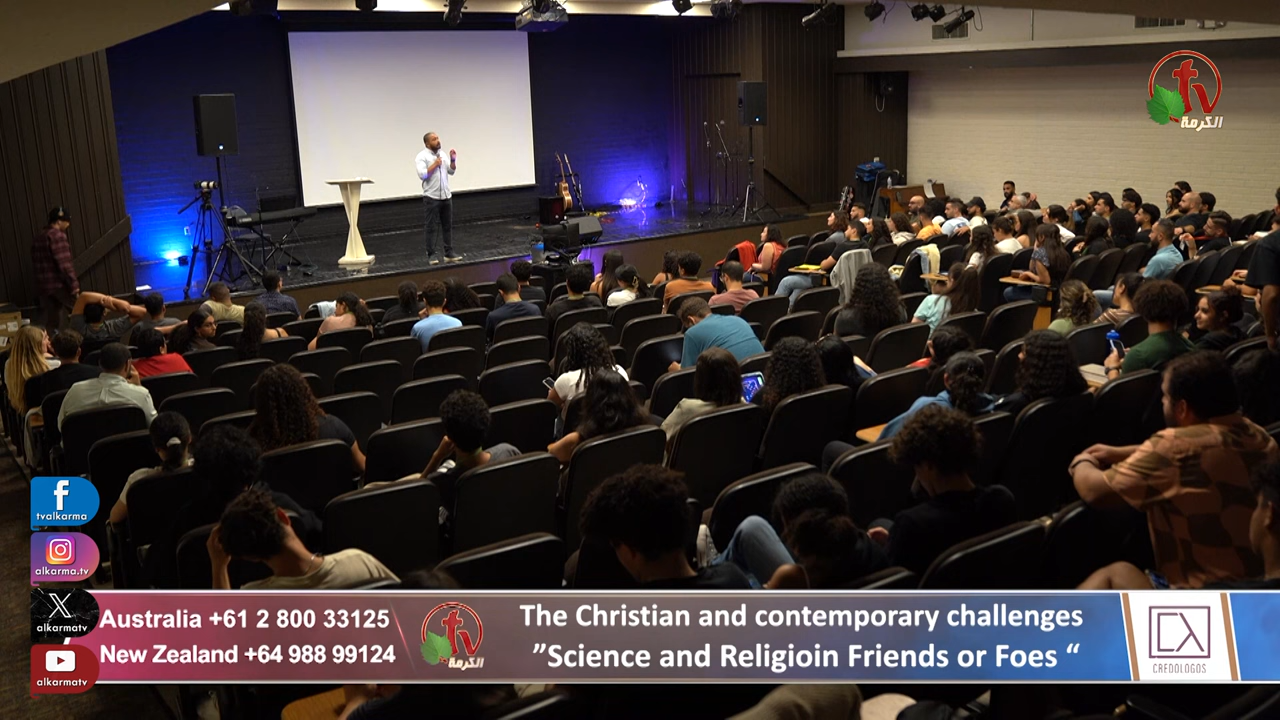 tv
الكرمة
f
tvalkarma
alkarma.tv
X
alkarmatv
alkarmatv
Australia +61 2 800 33125
New Zealand +64 988 99124
tv
الكرمة
The Christian and contemporary challenges
”Science and Religioin Friends or Foes “
CREDOLOGOS